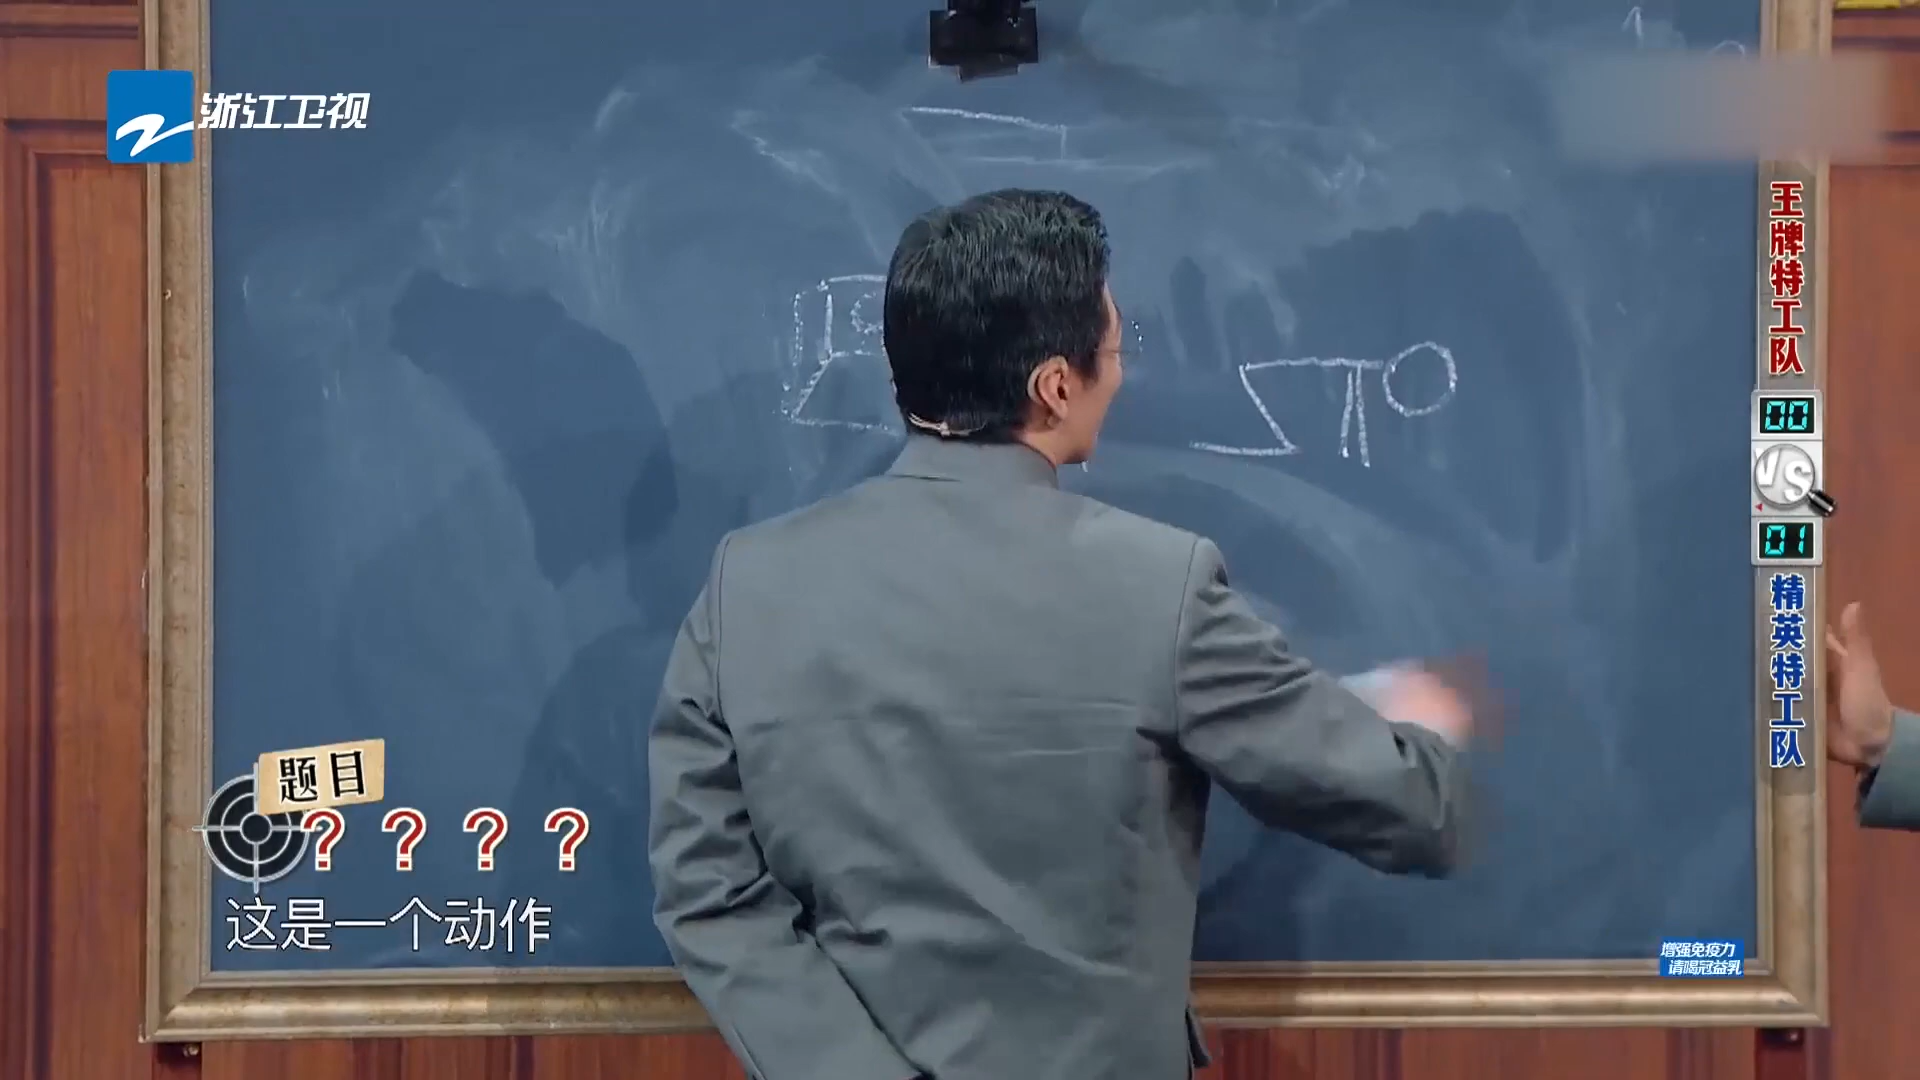 浙江卫视
王牌特工队
00
VS
01
精英特工队
题目
？？？？
这是一个动作
增强免疫力
请喝冠益乳